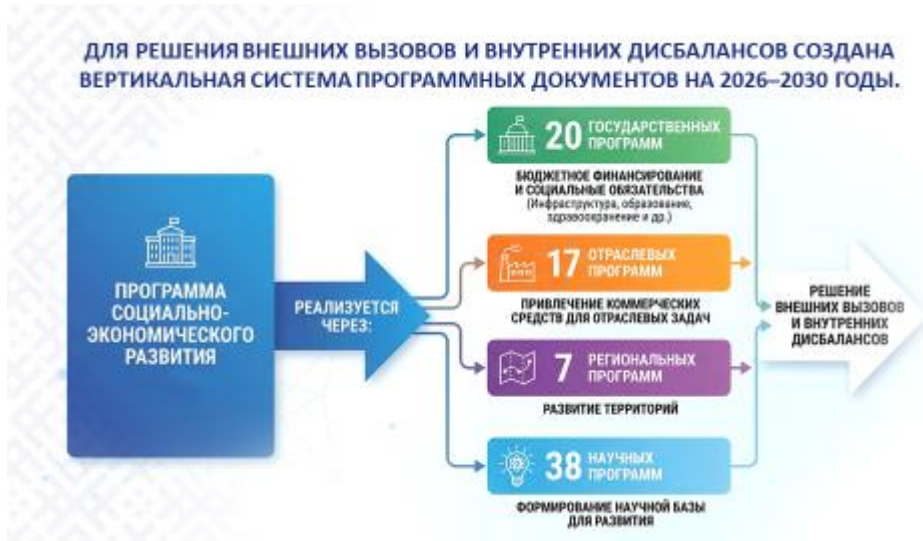 ДЛЯ РЕШЕНИЯ ВНЕШНИХ ВЫЗОВОВ И ВНУТРЕННИХ ДИСБАЛАНСОВ СОЗДАНА
ВЕРТИКАЛЬНАЯ СИСТЕМА ПРОГРАММНЫХ ДОКУМЕНТОВ НА 2026–2030 ГОДЫ.
ПРОГРАММА
СОЦИАЛЬНО-
ЭКОНОМИЧЕСКОГО
РАЗВИТИЯ
РЕАЛИЗУЕТСЯ
ЧЕРЕЗ:
20 ГОСУДАРСТВЕННЫХ
ПРОГРАММ
БЮДЖЕТНОЕ ФИНАНСИРОВАНИЕ
И СОЦИАЛЬНЫЕ ОБЯЗАТЕЛЬСТВА
(Инфраструктура, образование,
здравоохранение и др.)
17 ОТРАСЛЕВЫХ
ПРОГРАММ
ПРИВЛЕЧЕНИЕ КОММЕРЧЕСКИХ
СРЕДСТВ ДЛЯ ОТРАСЛЕВЫХ ЗАДАЧ
7 РЕГИОНАЛЬНЫХ
ПРОГРАММ
РАЗВИТИЕ ТЕРРИТОРИЙ
38 НАУЧНЫХ
ПРОГРАММ
ФОРМИРОВАНИЕ НАУЧНОЙ БАЗЫ
ДЛЯ РАЗВИТИЯ
РЕШЕНИЕ
ВНЕШНИХ ВЫЗОВОВ
И ВНУТРЕННИХ
ДИСБАЛАНСОВ